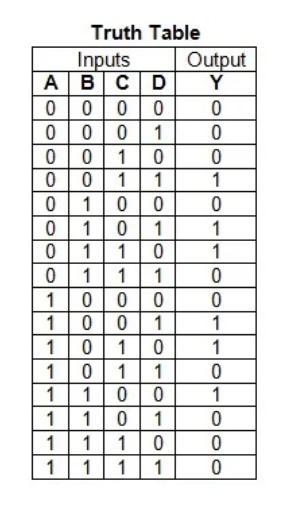 Truth Table
Inputs Output
A B C D Y
0 0 0 0 0
0 0 0 1 0
0 0 1 0 0
0 0 1 1 1
0 1 0 0 0
0 1 0 1 1
0 1 1 0 1
0 1 1 1 0
1 0 0 0 0
1 0 0 1 1
1 0 1 0 1
1 0 1 1 0
1 1 0 0 1
1 1 0 1 0
1 1 1 0 0
1 1 1 1 0